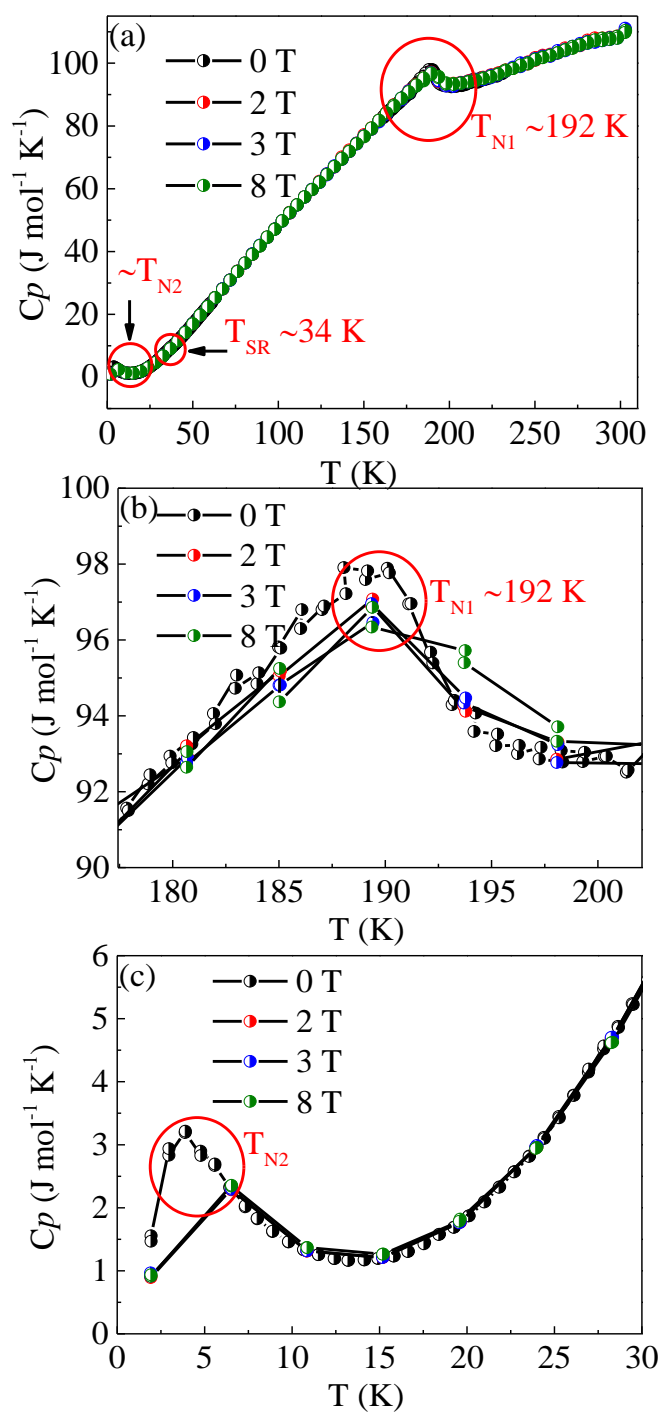 (a)
0 T
2 T
3 T
8 T
T_N1 ~192 K
~T_N2
T_SR ~34 K
Cp (J mol⁻¹ K⁻¹)
100
80
60
40
20
0
0 50 100 150 200 250 300
T (K)
(b)
0 T
2 T
3 T
8 T
T_N1 ~192 K
Cp (J mol⁻¹ K⁻¹)
100
98
96
94
92
90
180 185 190 195 200
T (K)
(c)
0 T
2 T
3 T
8 T
T_N2
Cp (J mol⁻¹ K⁻¹)
6
5
4
3
2
1
0
0 5 10 15 20 25 30
T (K)